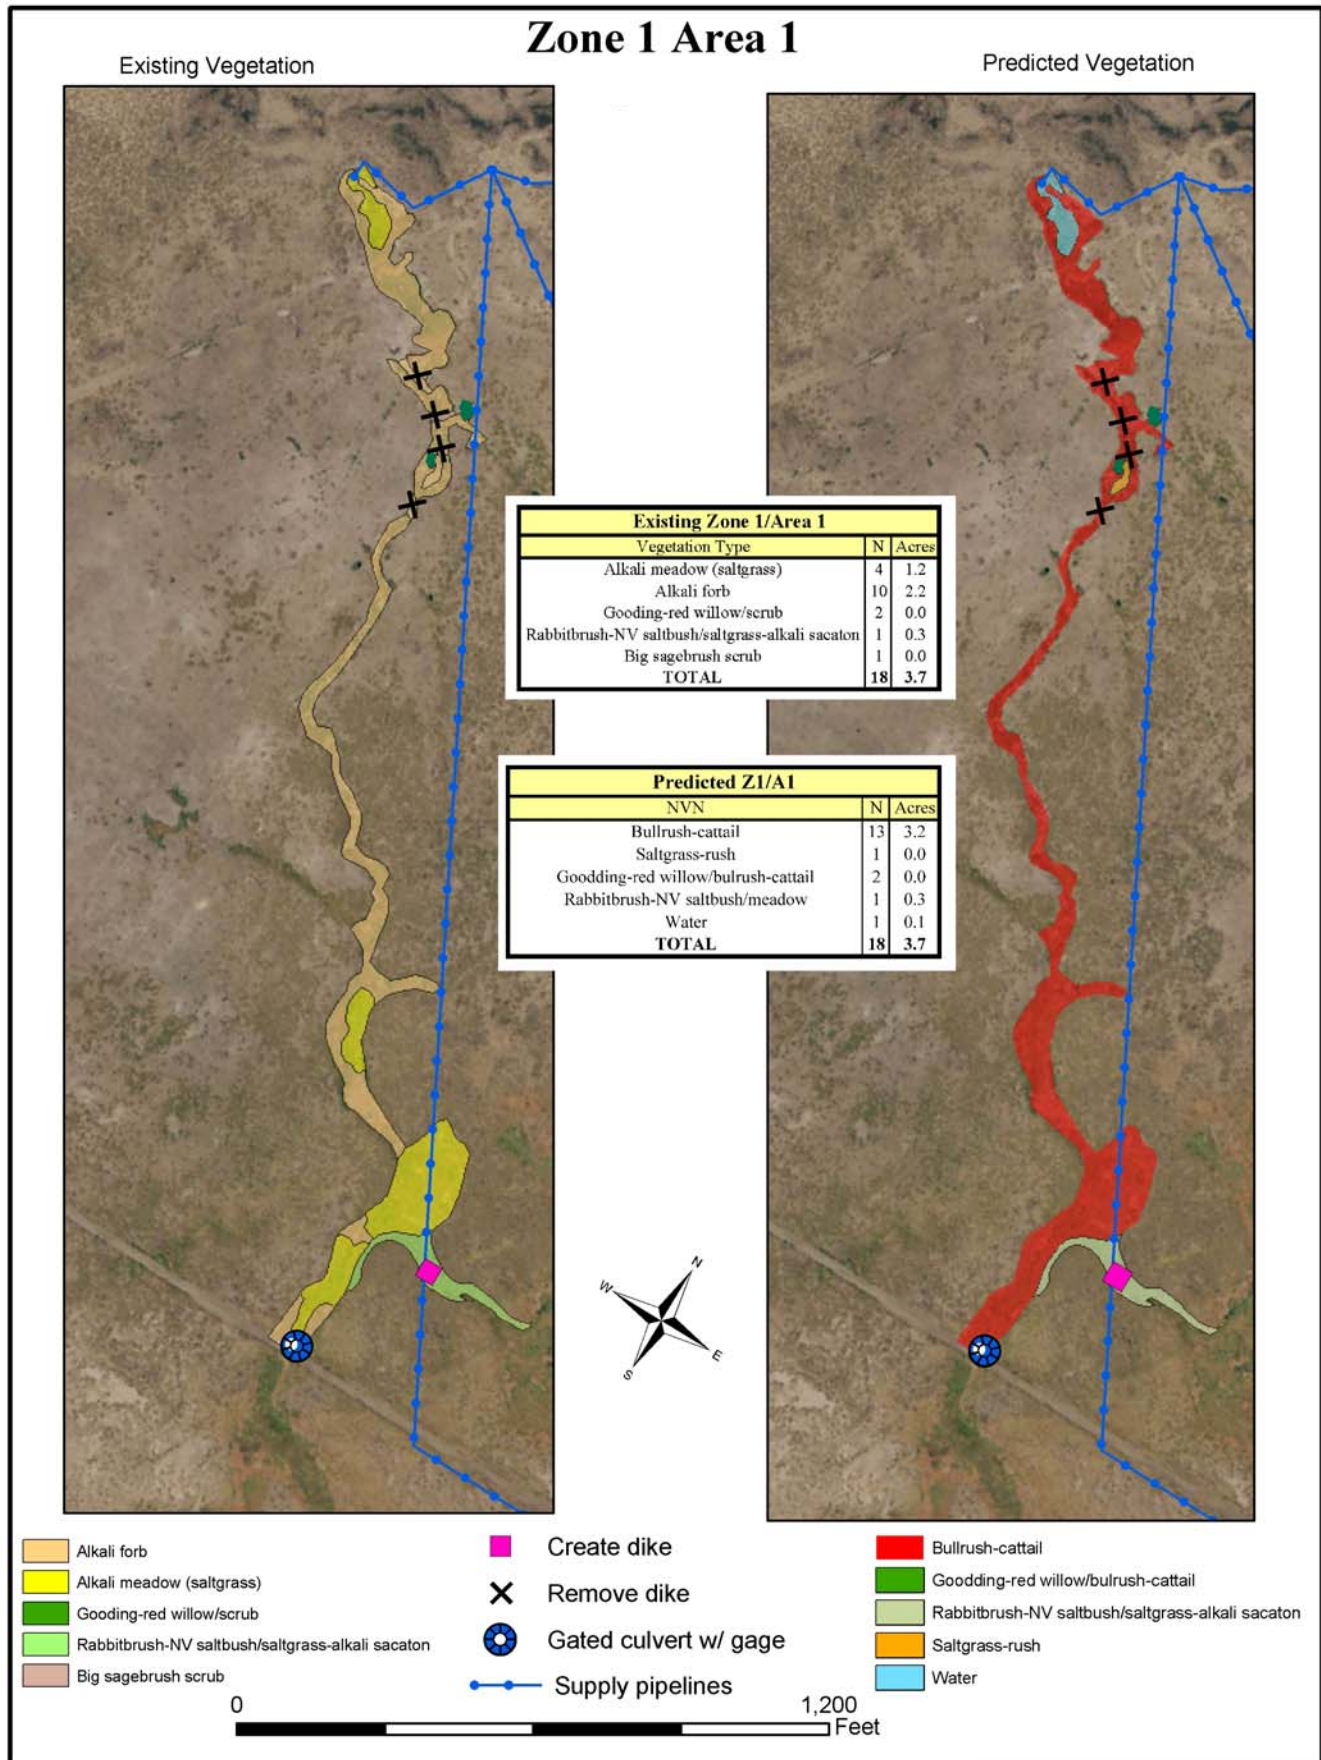 Zone 1 Area 1
Existing Vegetation
Predicted Vegetation
Existing Zone 1/Area 1
Vegetation Type N Acres
Alkali meadow (saltgrass) 4 1.2
Alkali forb 10 2.2
Gooding-red willow/scrub 2 0.0
Rabbitbrush-NV saltbush/saltgrass-alkali sacaton 1 0.3
Big sagebrush scrub 1 0.0
TOTAL 18 3.7
Predicted Z1/A1
NVN N Acres
Bullrush-cattail 13 3.2
Saltgrass-rush 1 0.0
Goodding-red willow/bulrush-cattail 2 0.0
Rabbitbrush-NV saltbush/meadow 1 0.3
Water 1 0.1
TOTAL 18 3.7
N
W
E
S
Alkali forb
Alkali meadow (saltgrass)
Gooding-red willow/scrub
Rabbitbrush-NV saltbush/saltgrass-alkali sacaton
Big sagebrush scrub
Create dike
Remove dike
Gated culvert w/ gage
Supply pipelines
Bullrush-cattail
Goodding-red willow/bulrush-cattail
Rabbitbrush-NV saltbush/saltgrass-alkali sacaton
Saltgrass-rush
Water
0 1,200
Feet